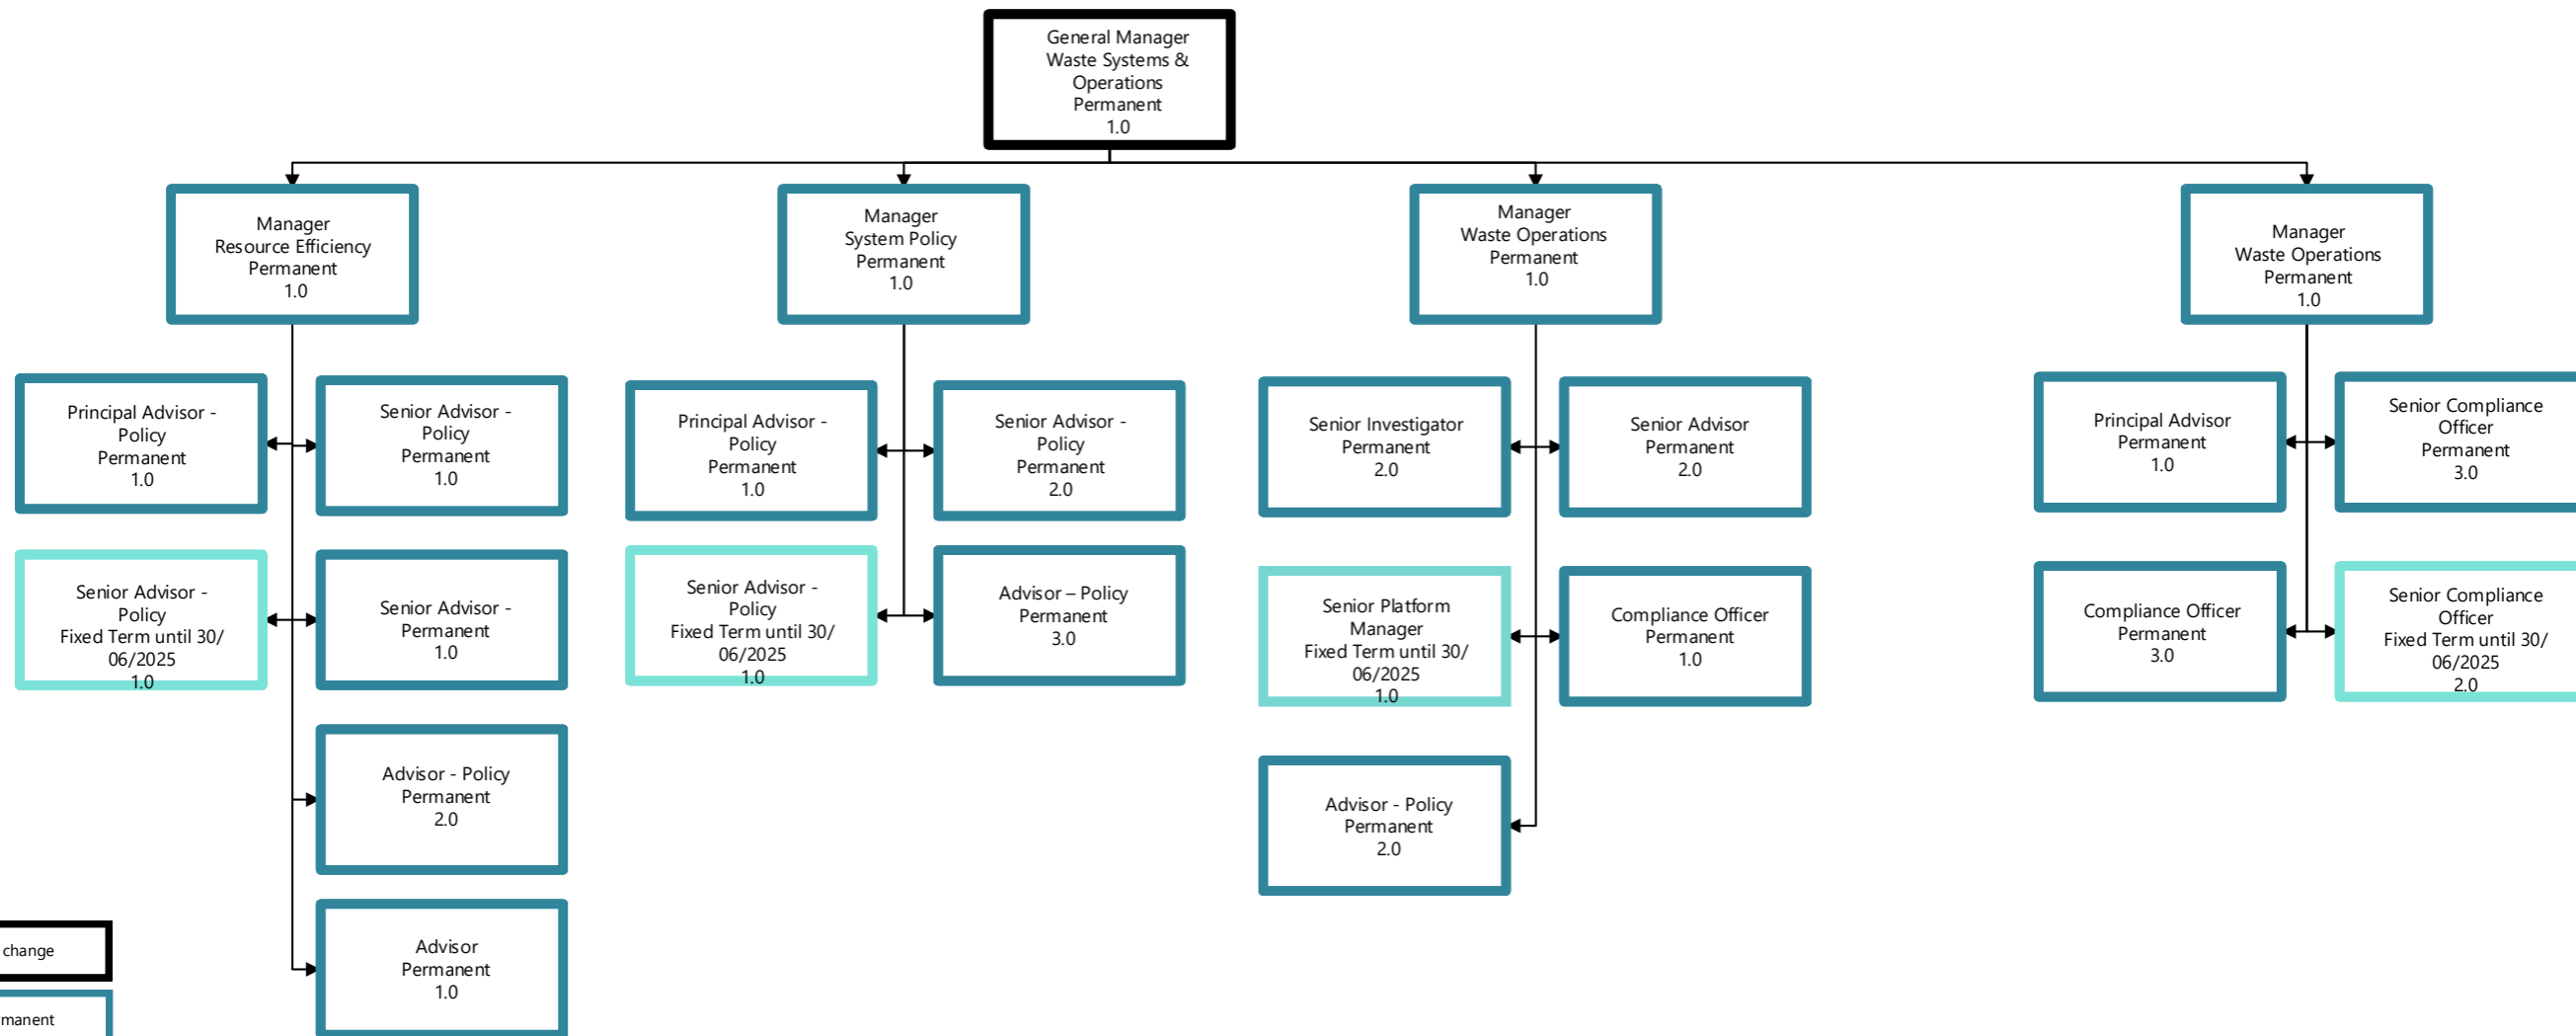 General Manager
Waste Systems &
Operations
Permanent
1.0
Manager
Resource Efficiency
Permanent
1.0
Manager
System Policy
Permanent
1.0
Manager
Waste Operations
Permanent
1.0
Manager
Waste Operations
Permanent
1.0
Principal Advisor -
Policy
Permanent
1.0
Senior Advisor -
Policy
Permanent
1.0
Principal Advisor -
Policy
Permanent
1.0
Senior Advisor -
Policy
Permanent
2.0
Senior Investigator
Permanent
2.0
Senior Advisor
Permanent
2.0
Principal Advisor
Permanent
1.0
Senior Compliance
Officer
Permanent
3.0
Senior Advisor -
Policy
Fixed Term until 30/
06/2025
1.0
Senior Advisor -
Permanent
1.0
Senior Advisor -
Policy
Fixed Term until 30/
06/2025
1.0
Advisor – Policy
Permanent
3.0
Senior Platform
Manager
Fixed Term until 30/
06/2025
1.0
Compliance Officer
Permanent
1.0
Compliance Officer
Permanent
3.0
Senior Compliance
Officer
Fixed Term until 30/
06/2025
2.0
Advisor - Policy
Permanent
2.0
Advisor - Policy
Permanent
2.0
Advisor
Permanent
1.0
change
manent